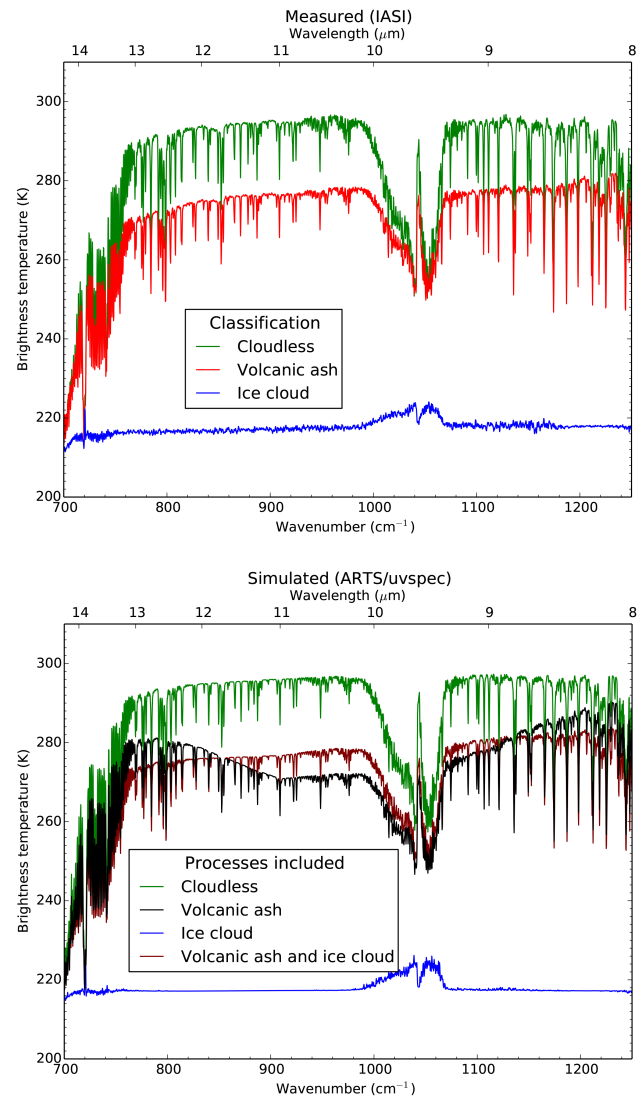 Measured (IASI)
Wavelength (μm)
14 13 12 11 10 9 8
300
280
260
240
220
200
Brightness temperature (K)
Classification
Cloudless
Volcanic ash
Ice cloud
700 800 900 1000 1100 1200
Wavenumber (cm⁻¹)
Simulated (ARTS/uvspec)
Wavelength (μm)
14 13 12 11 10 9 8
300
280
260
240
220
200
Brightness temperature (K)
Processes included
Cloudless
Volcanic ash
Ice cloud
Volcanic ash and ice cloud
700 800 900 1000 1100 1200
Wavenumber (cm⁻¹)